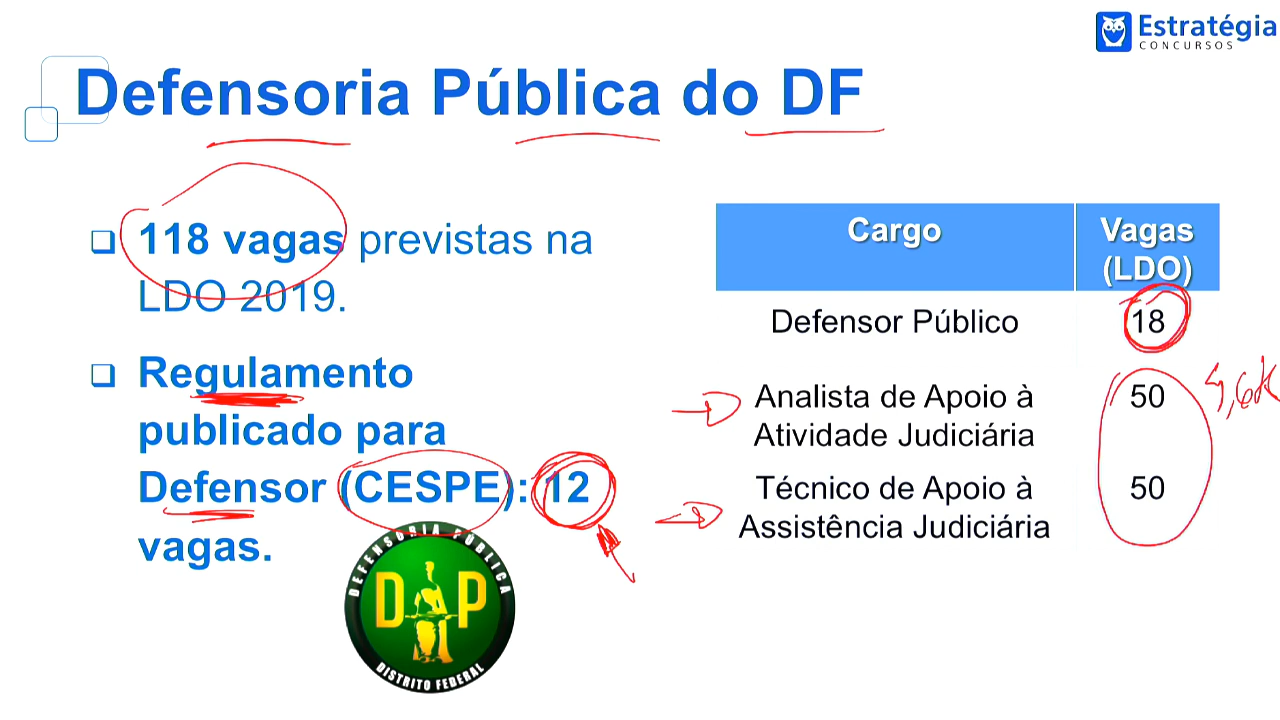 Estratégia
CONCURSOS
Defensoria Pública do DF
118 vagas previstas na
LDO 2019.
Regulamento
publicado para
Defensor (CESPE): 12
vagas.
DEFENSORIA PÚBLICA
DP
DISTRITO FEDERAL
Cargo
Vagas
(LDO)
Defensor Público
18
Analista de Apoio à
Atividade Judiciária
50
Técnico de Apoio à
Assistência Judiciária
50